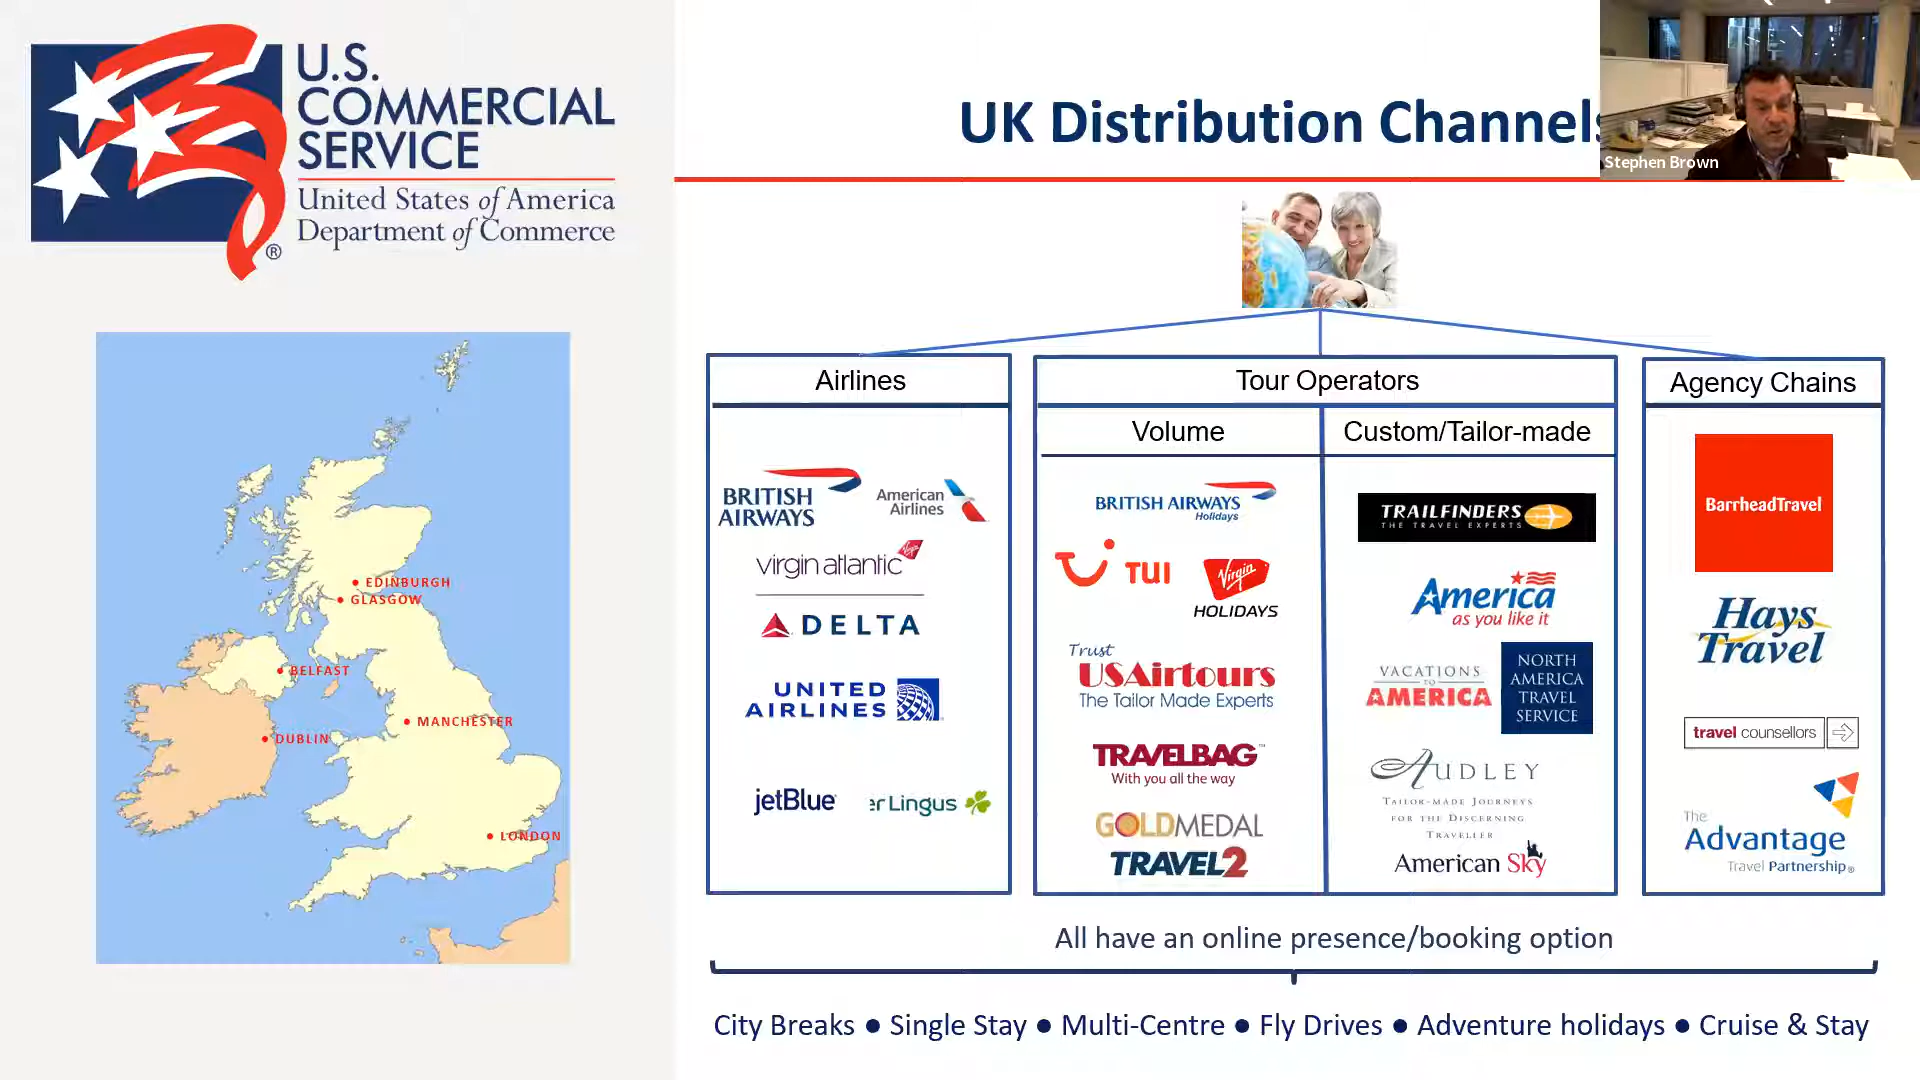 U.S.
COMMERCIAL
SERVICE
United States of America
Department of Commerce
®
EDINBURGH
GLASGOW
BELFAST
MANCHESTER
DUBLIN
LONDON
UK Distribution Channels
Stephen Brown
Airlines
BRITISH
AIRWAYS
American
Airlines
virgin atlantic
Virgin
DELTA
UNITED
AIRLINES
jetBlue
er Lingus
Tour Operators
Volume
BRITISH AIRWAYS
Holidays
TUI
Virgin
HOLIDAYS
Trust
USAirtours
The Tailor Made Experts
TRAVELBAG™
With you all the way
GOLDMEDAL
TRAVEL2
Custom/Tailor-made
TRAILFINDERS
THE TRAVEL EXPERTS
America
as you like it
VACATIONS
TO
AMERICA
NORTH
AMERICA
TRAVEL
SERVICE
AUDLEY
TAILOR-MADE JOURNEYS
FOR THE DISCERNING
TRAVELLER
American Sky
Agency Chains
BarrheadTravel
Hays
Travel
travel counsellors
The
Advantage
Travel Partnership®
All have an online presence/booking option
City Breaks ● Single Stay ● Multi-Centre ● Fly Drives ● Adventure holidays ● Cruise & Stay